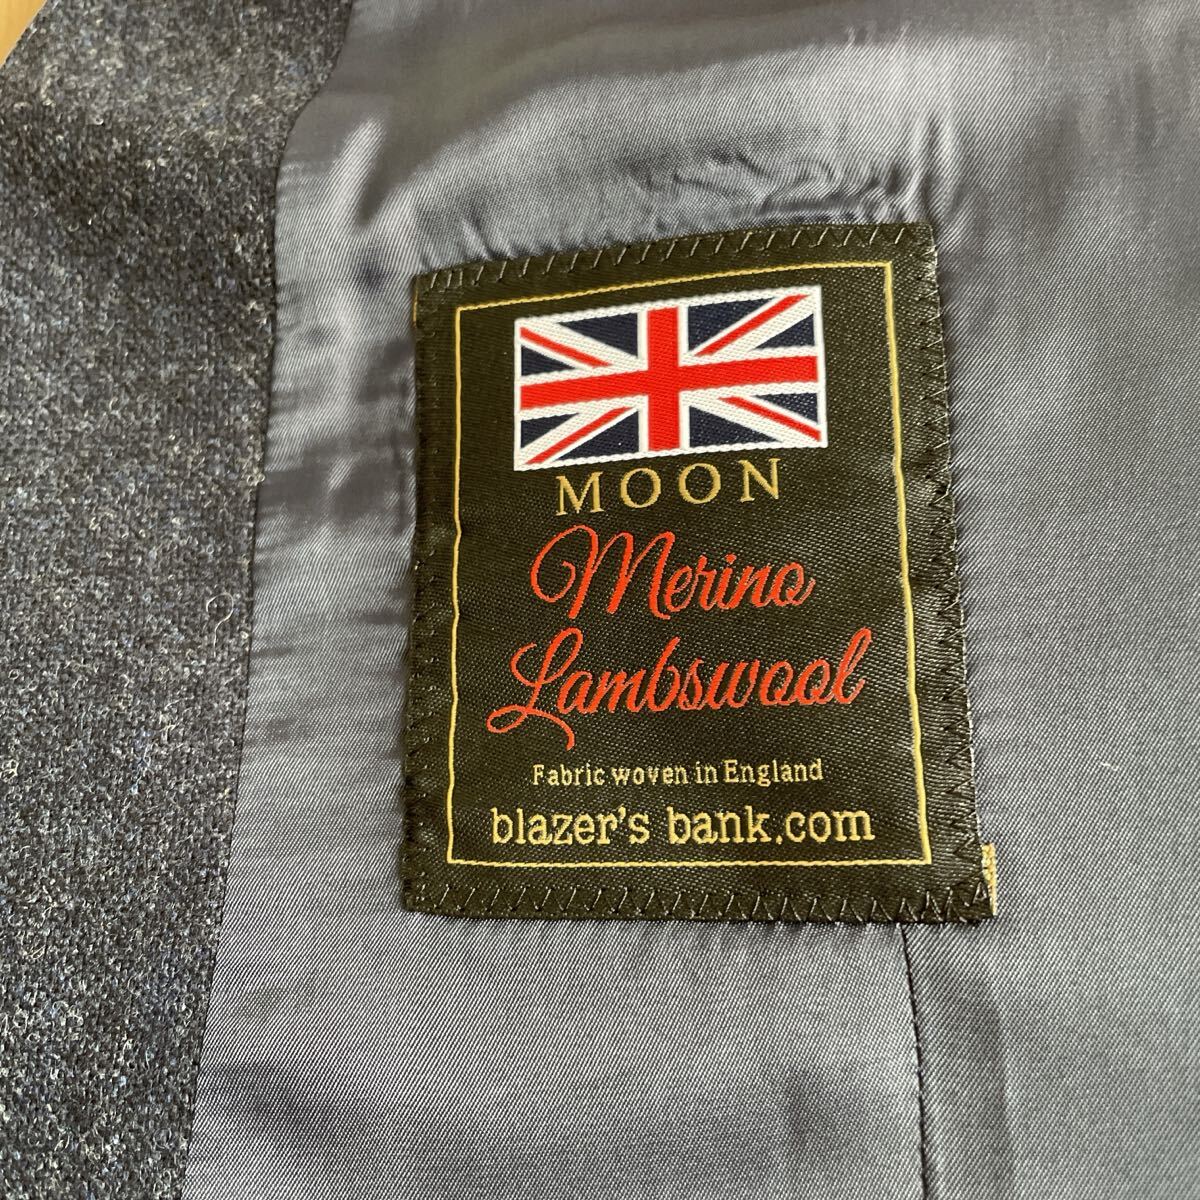 MOON
Merino
Lambswool
Fabric woven in England
blazer's bank.com